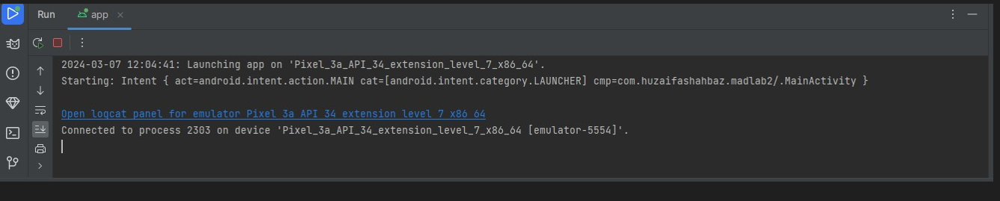 Run
app
2024-03-07 12:04:41: Launching app on 'Pixel_3a_API_34_extension_level_7_x86_64'.
Starting: Intent { act=android.intent.action.MAIN cat=[android.intent.category.LAUNCHER] cmp=com.huzaifashahbaz.madlab2/.MainActivity }
Open logcat panel for emulator Pixel 3a API 34 extension level 7 x86 64
Connected to process 2303 on device 'Pixel_3a_API_34_extension_level_7_x86_64 [emulator-5554]'.